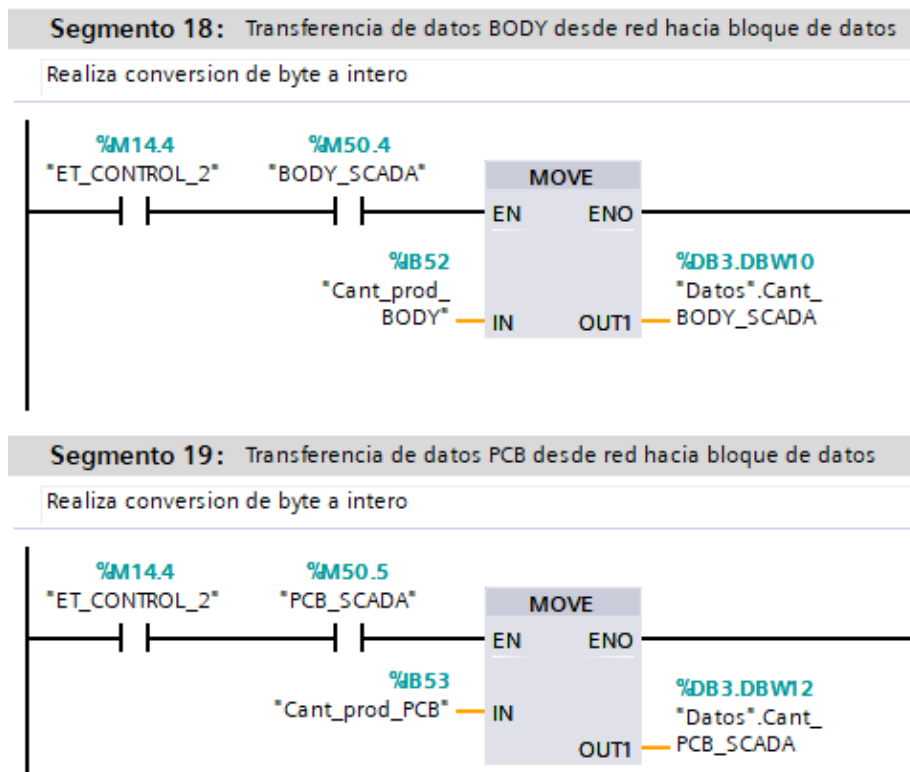 Segmento 18: Transferencia de datos BODY desde red hacia bloque de datos
Realiza conversion de byte a intero
%M14.4 %M50.4
"ET_CONTROL_2" "BODY_SCADA"
MOVE
EN ENO
%IB52 %DB3.DBW10
"Cant_prod_ "Datos".Cant_
BODY" IN OUT1 BODY_SCADA
Segmento 19: Transferencia de datos PCB desde red hacia bloque de datos
Realiza conversion de byte a intero
%M14.4 %M50.5
"ET_CONTROL_2" "PCB_SCADA"
MOVE
EN ENO
%IB53 %DB3.DBW12
"Cant_prod_PCB" IN "Datos".Cant_
OUT1 PCB_SCADA